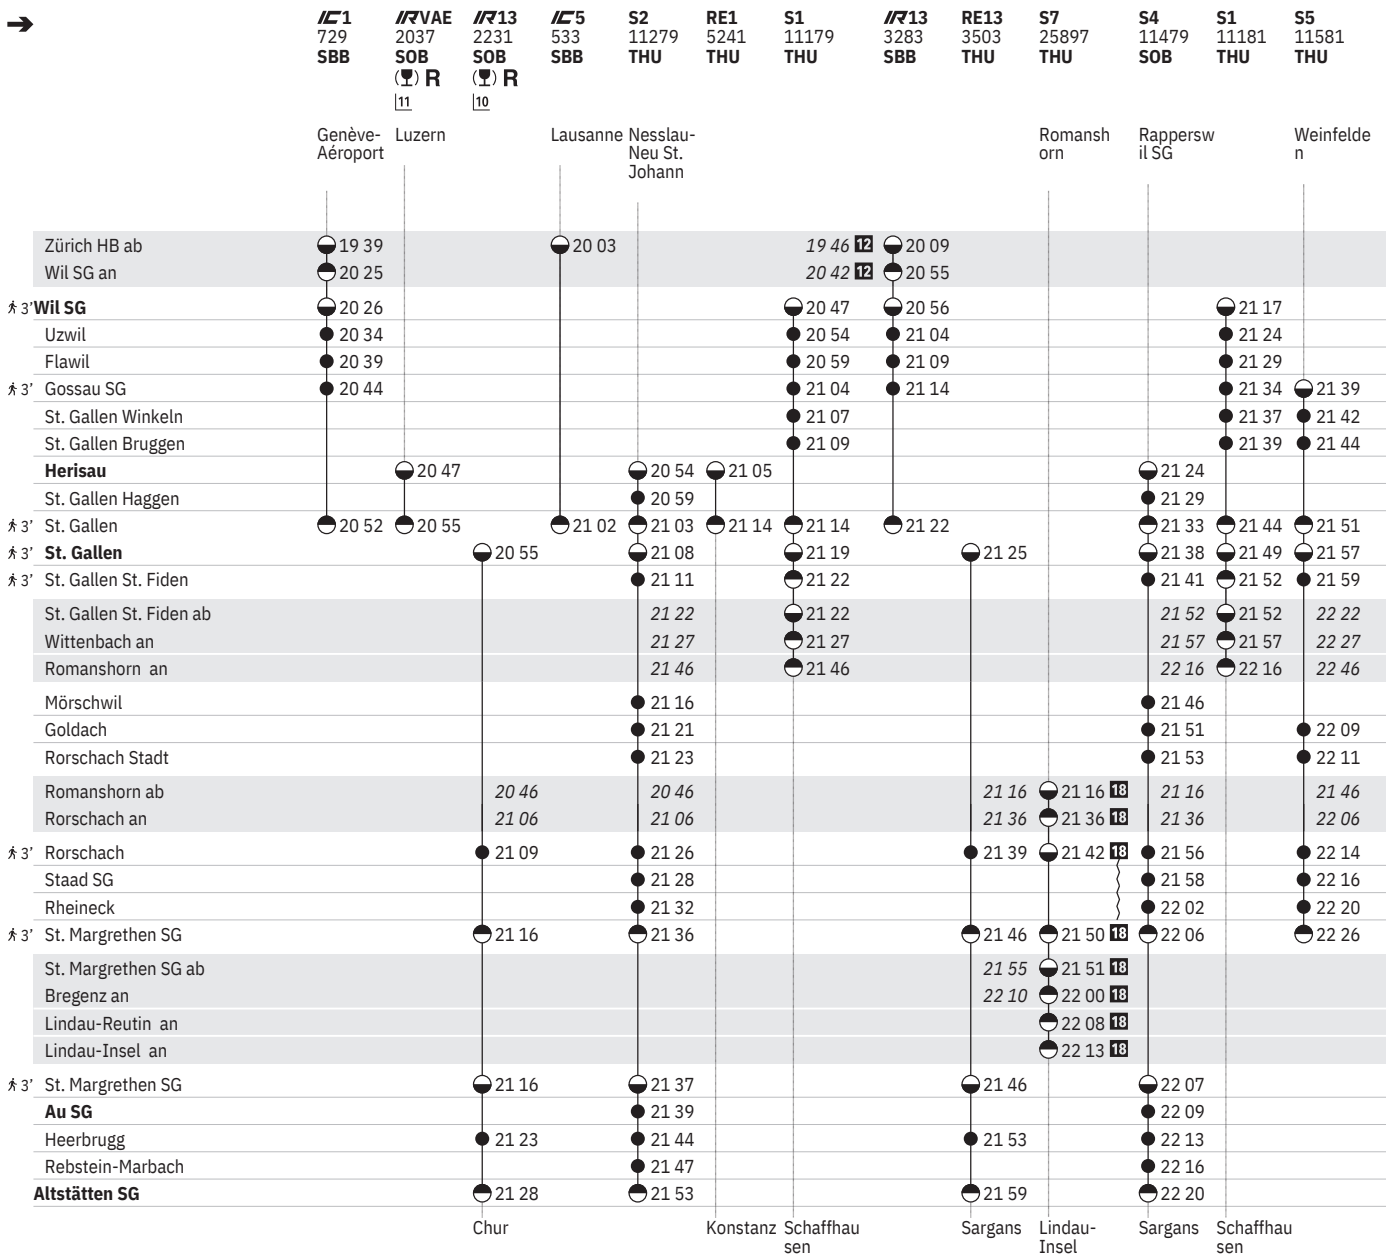 ➔ IC1 IRVAE IR13 IC5 S2 RE1 S1 IR13 RE13 S7 S4 S1 S5
729 2037 2231 533 11279 5241 11179 3283 3503 25897 11479 11181 11581
SBB SOB SOB SBB THU THU THU SBB THU THU SOB THU THU
R R
11 10
Genève- Luzern Lausanne Nesslau- Romansh Rappersw Weinfelde
Aéroport Neu St. orn il SG n
Johann
Zürich HB ab 19 39 20 03 19 46 12 20 09
Wil SG an 20 25 20 42 12 20 55
3' Wil SG 20 26 20 47 20 56 21 17
Uzwil 20 34 20 54 21 04 21 24
Flawil 20 39 20 59 21 09 21 29
3' Gossau SG 20 44 21 04 21 14 21 34 21 39
St. Gallen Winkeln 21 07 21 37 21 42
St. Gallen Bruggen 21 09 21 39 21 44
Herisau 20 47 20 54 21 05 21 24
St. Gallen Haggen 20 59 21 29
3' St. Gallen 20 52 20 55 21 02 21 03 21 14 21 14 21 22 21 33 21 44 21 51
3' St. Gallen 20 55 21 08 21 19 21 25 21 38 21 49 21 57
3' St. Gallen St. Fiden 21 11 21 22 21 41 21 52 21 59
St. Gallen St. Fiden ab 21 22 21 22 21 52 21 52 22 22
Wittenbach an 21 27 21 27 21 57 21 57 22 27
Romanshorn an 21 46 21 46 22 16 22 16 22 46
Mörschwil 21 16 21 46
Goldach 21 21 21 51 22 09
Rorschach Stadt 21 23 21 53 22 11
Romanshorn ab 20 46 20 46 21 16 21 16 18 21 16 21 46
Rorschach an 21 06 21 06 21 36 21 36 18 21 36 22 06
3' Rorschach 21 09 21 26 21 39 21 42 18 21 56 22 14
Staad SG 21 28 21 58 22 16
Rheineck 21 32 22 02 22 20
3' St. Margrethen SG 21 16 21 36 21 46 21 50 18 22 06 22 26
St. Margrethen SG ab 21 55 21 51 18
Bregenz an 22 10 22 00 18
Lindau-Reutin an 22 08 18
Lindau-Insel an 22 13 18
3' St. Margrethen SG 21 16 21 37 21 46 22 07
Au SG 21 39 22 09
Heerbrugg 21 23 21 44 21 53 22 13
Rebstein-Marbach 21 47 22 16
Altstätten SG 21 28 21 53 21 59 22 20
Chur Konstanz Schaffhau Sargans Lindau- Sargans Schaffhau
sen Insel sen